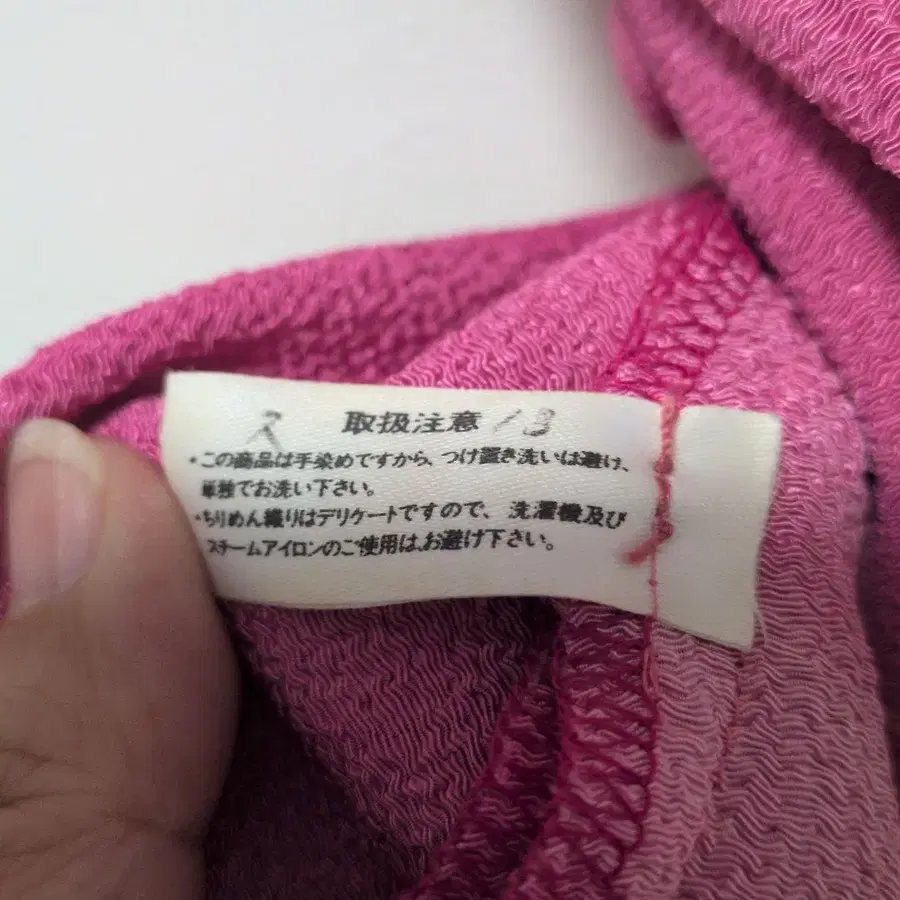 取扱注意 13
・この商品は手染めですから、つけ置き洗いは避け、
単独でお洗い下さい。
・ちりめん織りはデリケートですので、洗濯機及び
スチームアイロンのご使用は、お避け下さい。